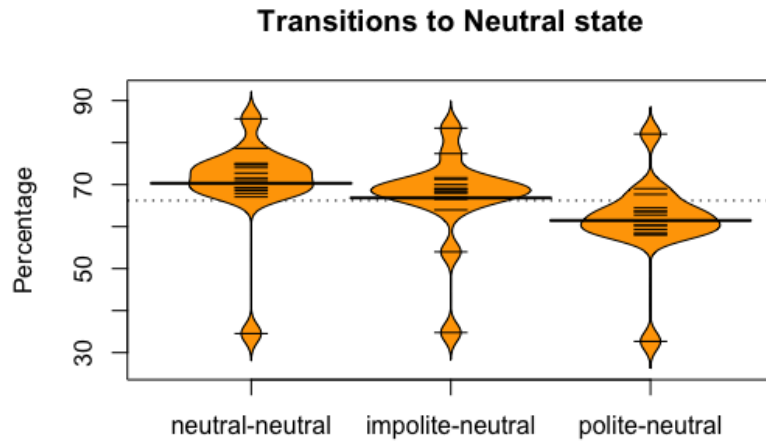 Transitions to Neutral state
Percentage
90
70
50
30
neutral-neutral impolite-neutral polite-neutral